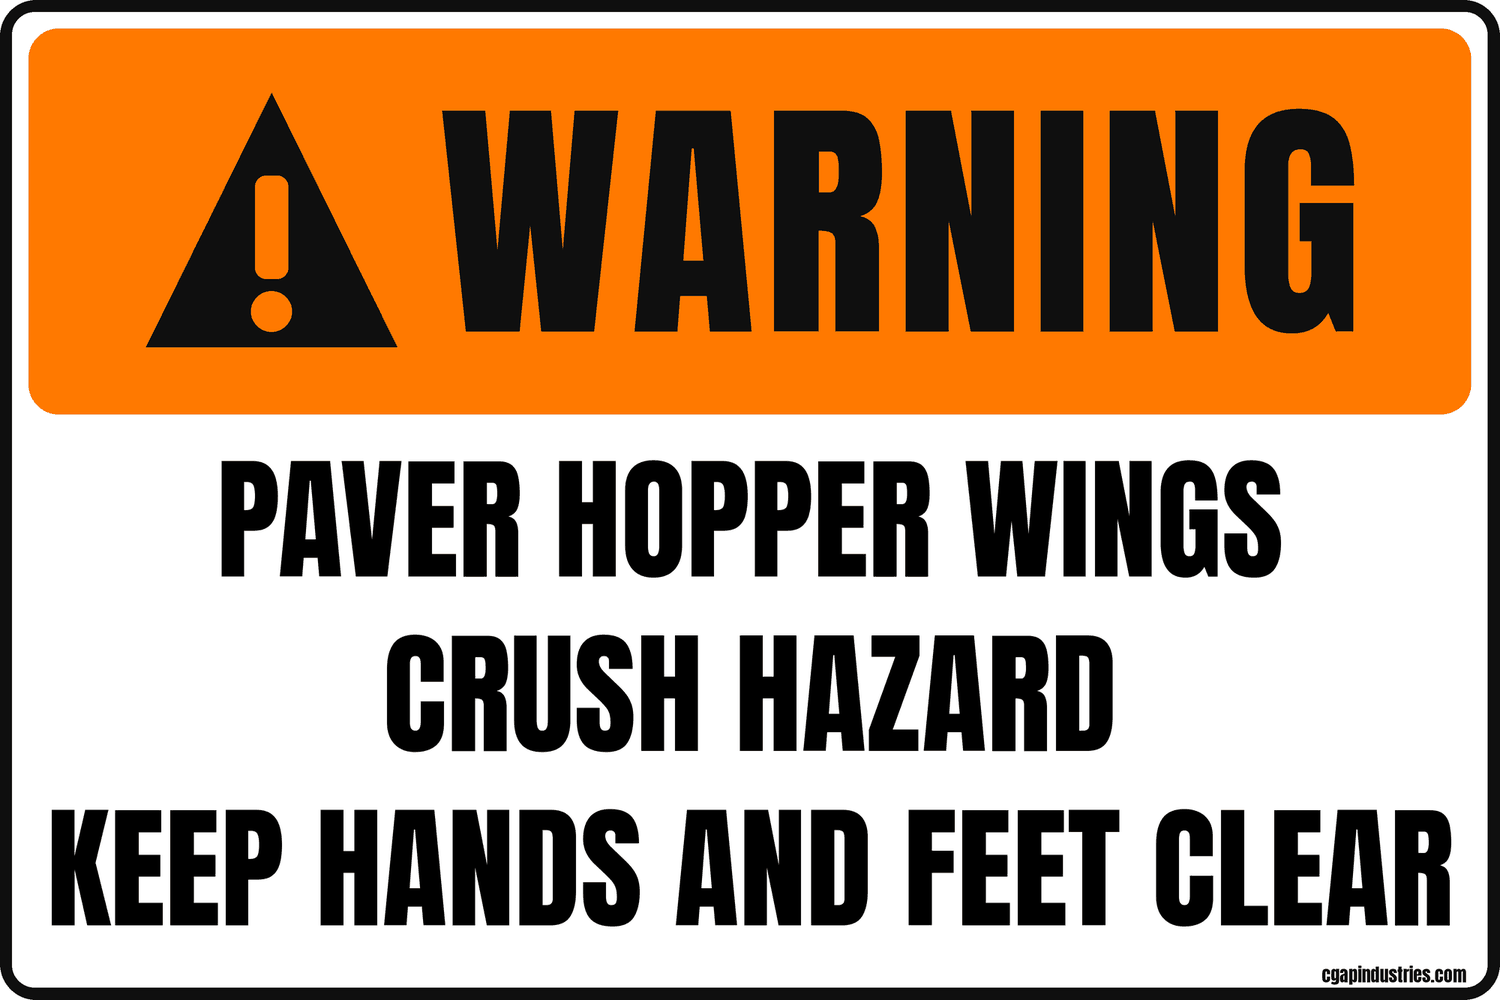 WARNING
PAVER HOPPER WINGS
CRUSH HAZARD
KEEP HANDS AND FEET CLEAR
cgapindustries.com